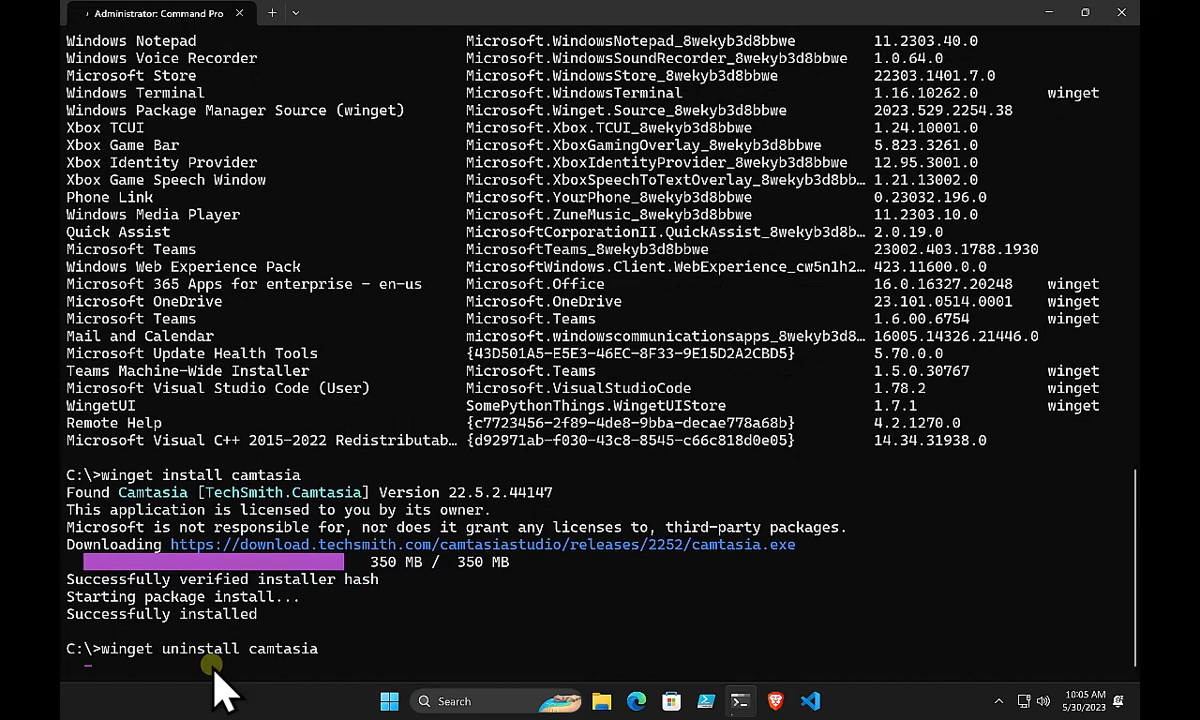 Administrator: Command Pro
Windows Notepad Microsoft.WindowsNotepad_8wekyb3d8bbwe 11.2303.40.0
Windows Voice Recorder Microsoft.WindowsSoundRecorder_8wekyb3d8bbwe 1.0.64.0
Microsoft Store Microsoft.WindowsStore_8wekyb3d8bbwe 22303.1401.7.0
Windows Terminal Microsoft.WindowsTerminal 1.16.10262.0 winget
Windows Package Manager Source (winget) Microsoft.Winget.Source_8wekyb3d8bbwe 2023.529.2254.38
Xbox TCUI Microsoft.Xbox.TCUI_8wekyb3d8bbwe 1.24.10001.0
Xbox Game Bar Microsoft.XboxGamingOverlay_8wekyb3d8bbwe 5.823.3261.0
Xbox Identity Provider Microsoft.XboxIdentityProvider_8wekyb3d8bbwe 12.95.3001.0
Xbox Game Speech Window Microsoft.XboxSpeechToTextOverlay_8wekyb3d8bb… 1.21.13002.0
Phone Link Microsoft.YourPhone_8wekyb3d8bbwe 0.23032.196.0
Windows Media Player Microsoft.ZuneMusic_8wekyb3d8bbwe 11.2303.10.0
Quick Assist MicrosoftCorporationII.QuickAssist_8wekyb3d8b… 2.0.19.0
Microsoft Teams MicrosoftTeams_8wekyb3d8bbwe 23002.403.1788.1930
Windows Web Experience Pack MicrosoftWindows.Client.WebExperience_cw5n1h2… 423.11600.0.0
Microsoft 365 Apps for enterprise - en-us Microsoft.Office 16.0.16327.20248 winget
Microsoft OneDrive Microsoft.OneDrive 23.101.0514.0001 winget
Microsoft Teams Microsoft.Teams 1.6.00.6754 winget
Mail and Calendar microsoft.windowscommunicationsapps_8wekyb3d8… 16005.14326.21446.0
Microsoft Update Health Tools {43D501A5-E5E3-46EC-8F33-9E15D2A2CBD5} 5.70.0.0
Teams Machine-Wide Installer Microsoft.Teams 1.5.0.30767 winget
Microsoft Visual Studio Code (User) Microsoft.VisualStudioCode 1.78.2 winget
WingetUI SomePythonThings.WingetUIStore 1.7.1 winget
Remote Help {c7723456-2f89-4de8-9bba-decae778a68b} 4.2.1270.0
Microsoft Visual C++ 2015-2022 Redistributab… {d92971ab-f030-43c8-8545-c66c818d0e05} 14.34.31938.0
C:\>winget install camtasia
Found Camtasia [TechSmith.Camtasia] Version 22.5.2.44147
This application is licensed to you by its owner.
Microsoft is not responsible for, nor does it grant any licenses to, third-party packages.
Downloading https://download.techsmith.com/camtasiastudio/releases/2252/camtasia.exe
350 MB / 350 MB
Successfully verified installer hash
Starting package install...
Successfully installed
C:\>winget uninstall camtasia
Search
10:05 AM
5/30/2023